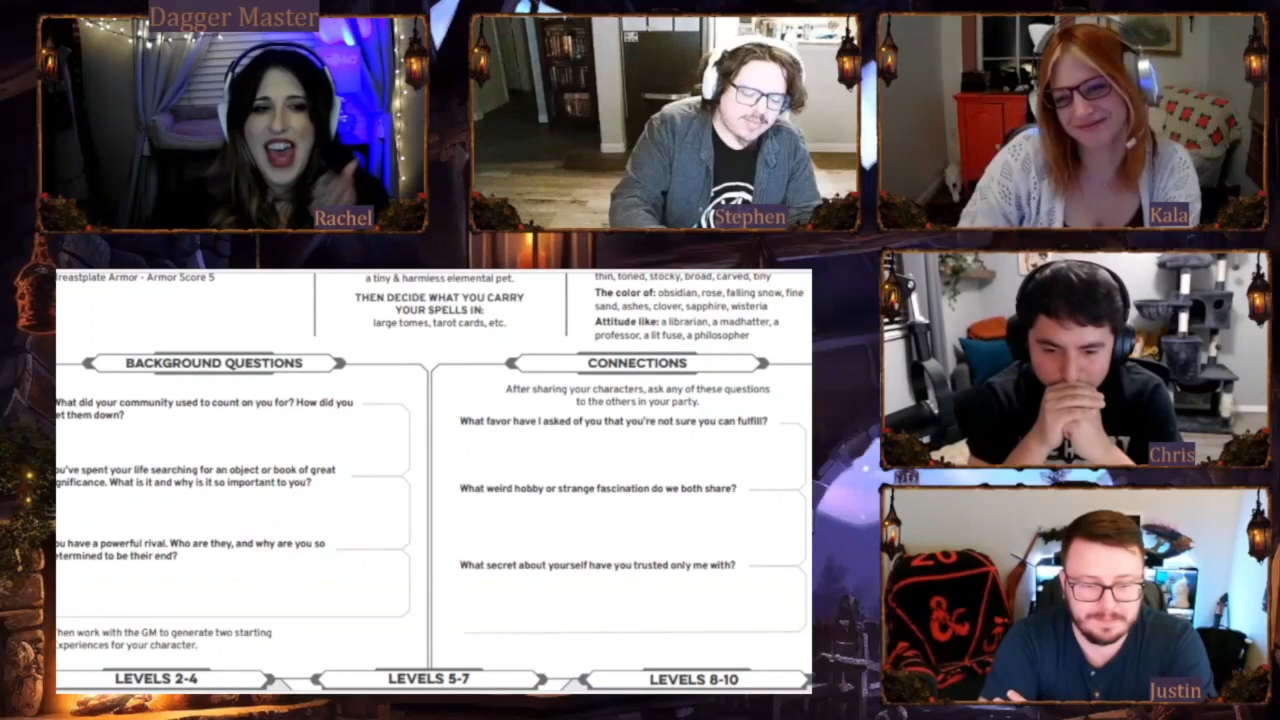 Dagger Master
Rachel
Stephen
Kala
reastplate Armor - Armor Score 5
a tiny & harmless elemental pet.
THEN DECIDE WHAT YOU CARRY
YOUR SPELLS IN:
large tomes, tarot cards, etc.
thin, toned, stocky, broad, carved, tiny
The color of: obsidian, rose, falling snow, fine
sand, ashes, clover, sapphire, wisteria
Attitude like: a librarian, a madhatter, a
professor, a lit fuse, a philosopher
BACKGROUND QUESTIONS
What did your community used to count on you for? How did you
et them down?
ou've spent your life searching for an object or book of great
gnificance. What is it and why is it so important to you?
ou have a powerful rival. Who are they, and why are you so
etermined to be their end?
hen work with the GM to generate two starting
xperiences for your character.
CONNECTIONS
After sharing your characters, ask any of these questions
to the others in your party.
What favor have I asked of you that you're not sure you can fulfill?
What weird hobby or strange fascination do we both share?
What secret about yourself have you trusted only me with?
LEVELS 2-4
LEVELS 5-7
LEVELS 8-10
Chris
20
&
Justin